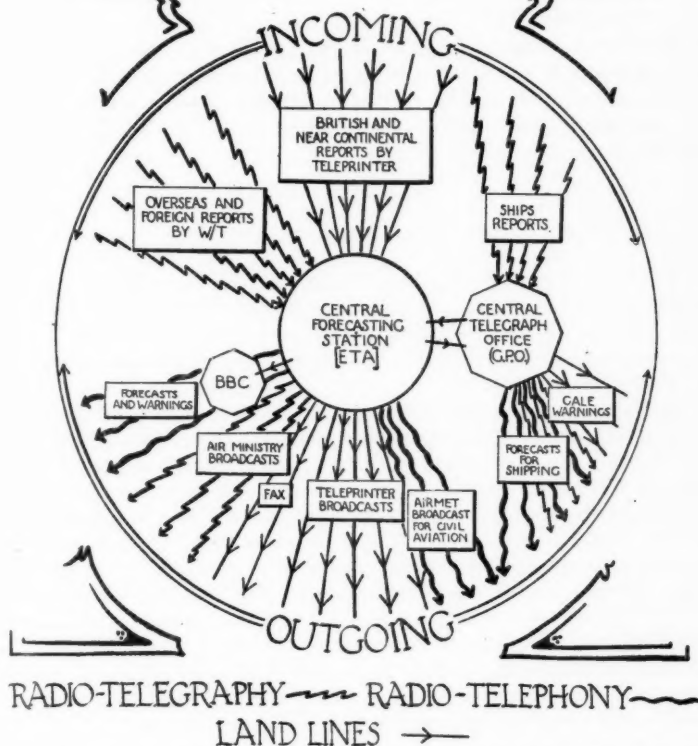 INCOMING
BRITISH AND
NEAR CONTINENTAL
REPORTS BY
TELEPRINTER
OVERSEAS AND
FOREIGN REPORTS
BY W/T
SHIPS
REPORTS.
CENTRAL
FORECASTING
STATION
[ETA]
CENTRAL
TELEGRAPH
OFFICE
(G.P.O.)
BBC
FORECASTS
AND WARNINGS
GALE
WARNINGS
AIR MINISTRY
BROADCASTS
FORECASTS
FOR
SHIPPING
FAX
TELEPRINTER
BROADCASTS
AIRMET
BROADCAST
FOR CIVIL
AVIATION
OUTGOING
RADIO-TELEGRAPHY RADIO-TELEPHONY
LAND LINES